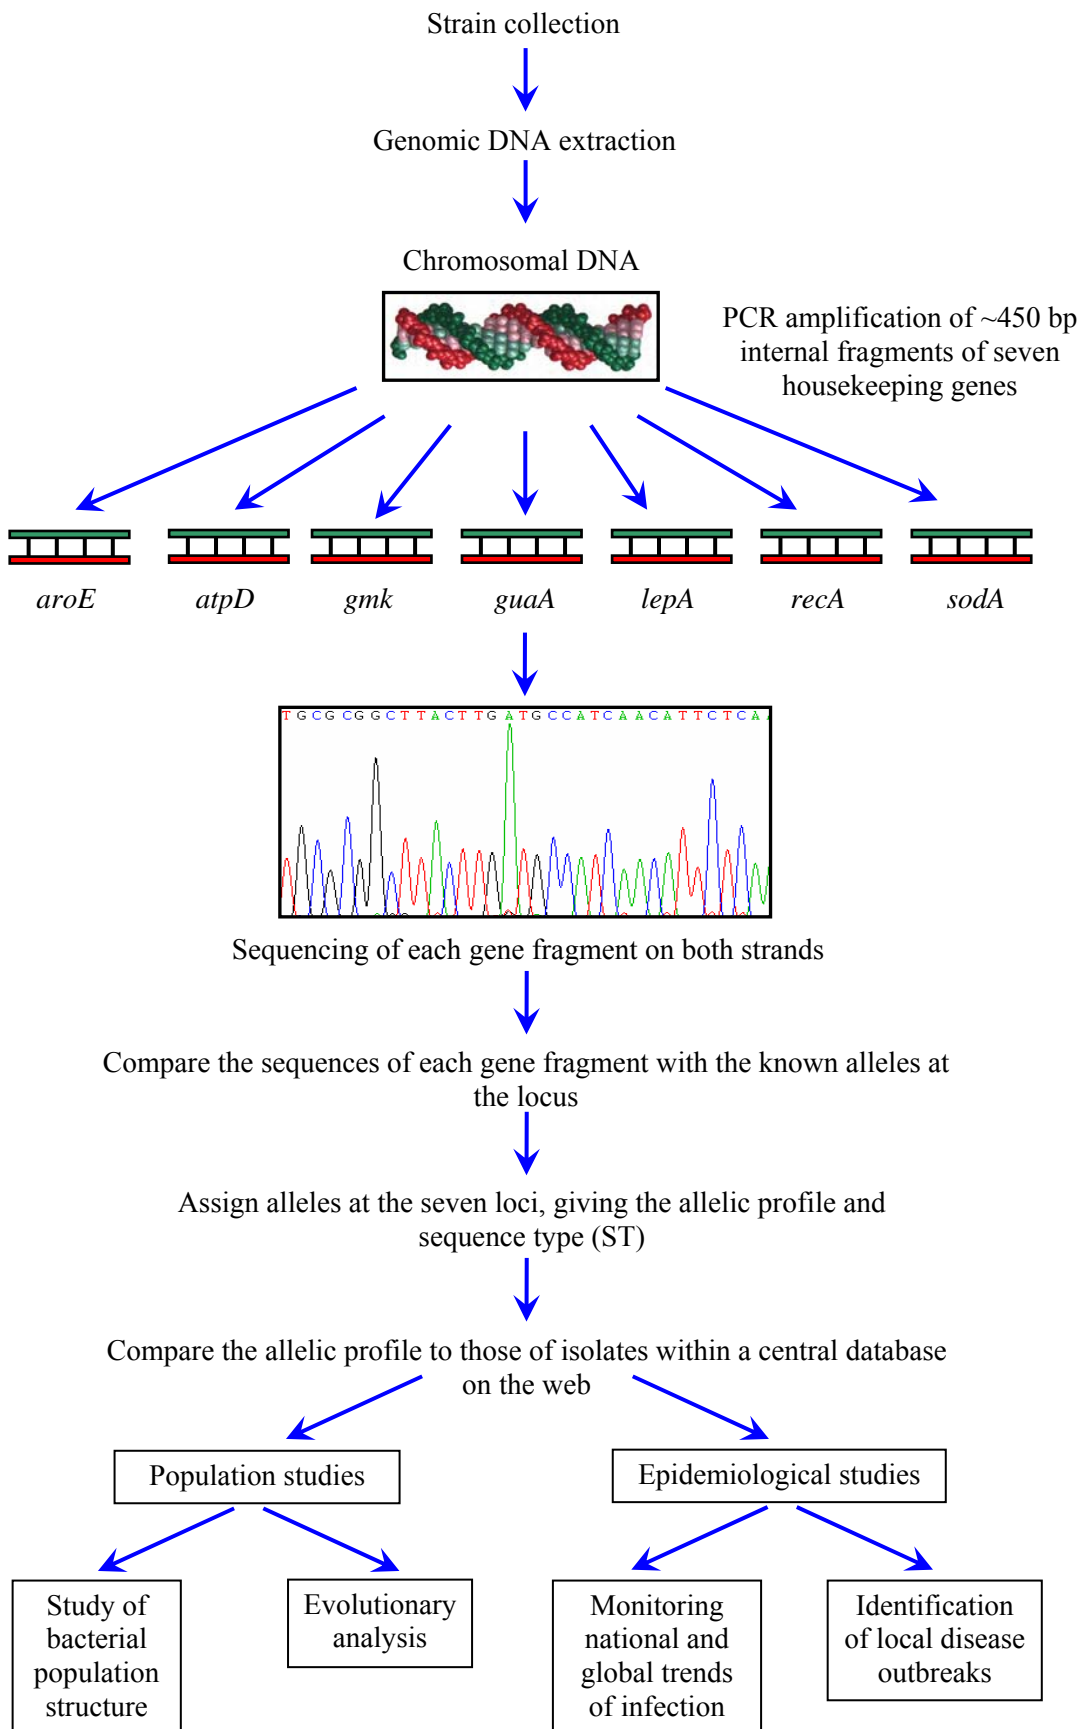 Strain collection
Genomic DNA extraction
Chromosomal DNA
PCR amplification of ~450 bp
internal fragments of seven
housekeeping genes
aroE atpD gmk guaA lepA recA sodA
TGCGCGGCTTACTTGATGCCATCAACATTCTCAA
Sequencing of each gene fragment on both strands
Compare the sequences of each gene fragment with the known alleles at
the locus
Assign alleles at the seven loci, giving the allelic profile and
sequence type (ST)
Compare the allelic profile to those of isolates within a central database
on the web
Population studies
Epidemiological studies
Study of
bacterial
population
structure
Evolutionary
analysis
Monitoring
national and
global trends
of infection
Identification
of local disease
outbreaks